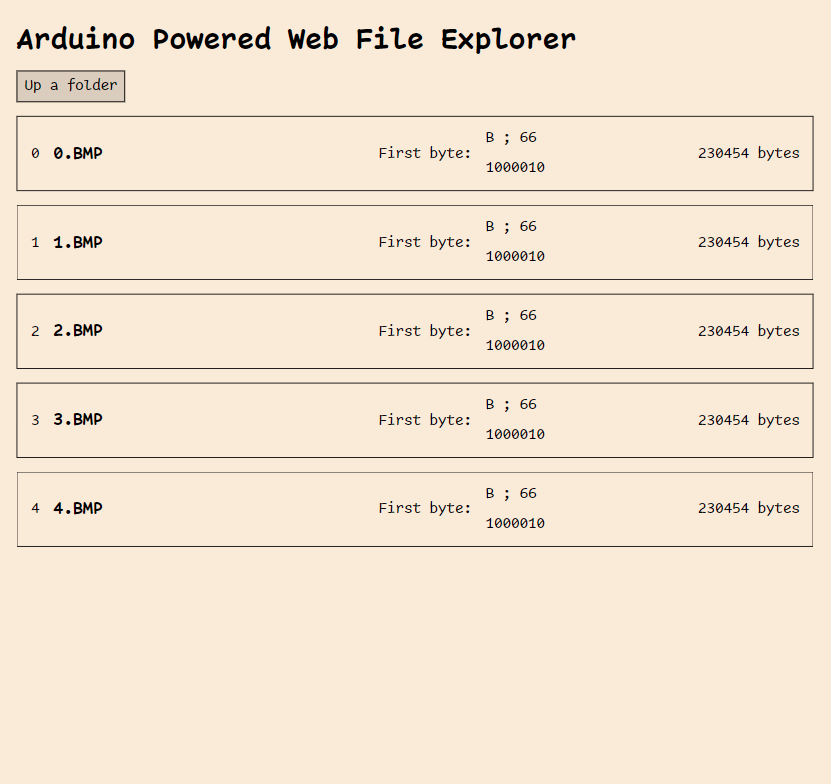 Arduino Powered Web File Explorer
Up a folder
0 0.BMP First byte: B ; 66 1000010 230454 bytes
1 1.BMP First byte: B ; 66 1000010 230454 bytes
2 2.BMP First byte: B ; 66 1000010 230454 bytes
3 3.BMP First byte: B ; 66 1000010 230454 bytes
4 4.BMP First byte: B ; 66 1000010 230454 bytes